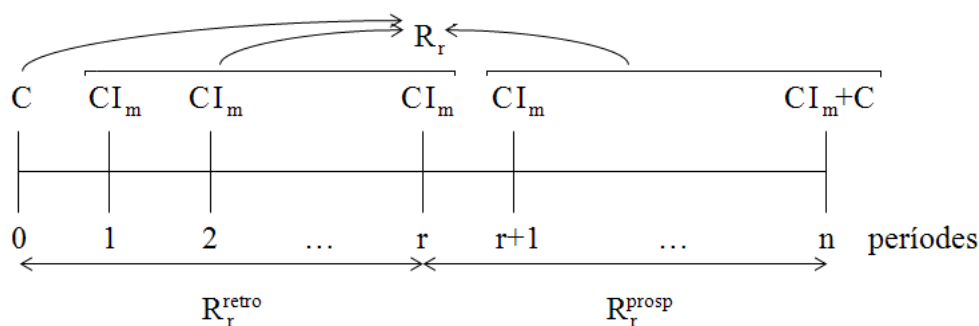 R_r
C CI_m CI_m CI_m CI_m CI_m+C
0 1 2 … r r+1 … n períodes
R_r^retro R_r^prosp